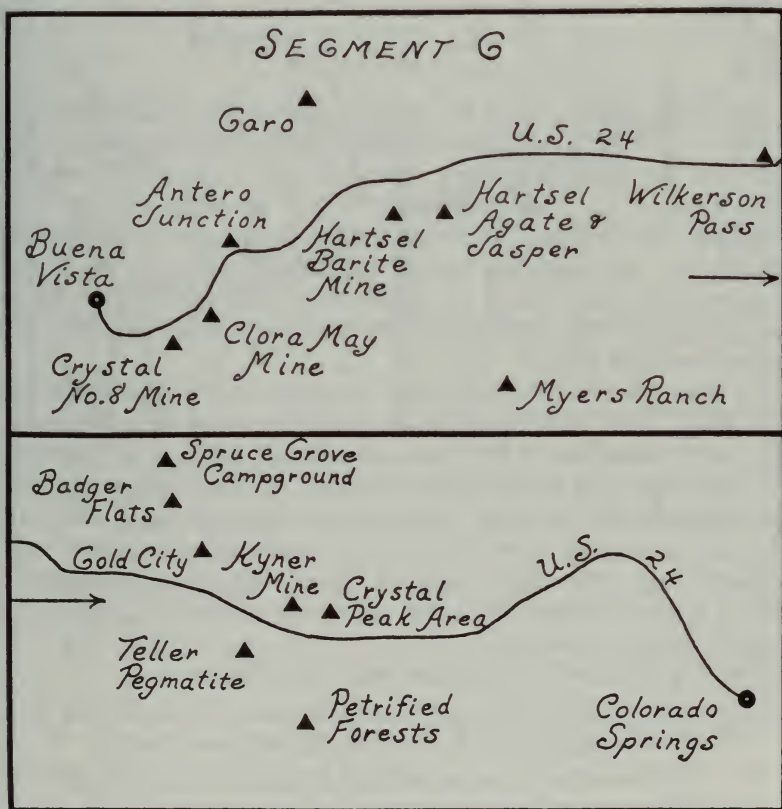 SEGMENT G
Garo
U.S. 24
Antero
Junction
Hartsel
Agate &
Jasper
Wilkerson
Pass
Buena
Vista
Hartsel
Barite
Mine
Clora May
Mine
Crystal
No. 8 Mine
Myers Ranch
Spruce Grove
Campground
Badger
Flats
Gold City
Kyner
Mine
Crystal
Peak Area
U.S. 24
Teller
Pegmatite
Petrified
Forests
Colorado
Springs